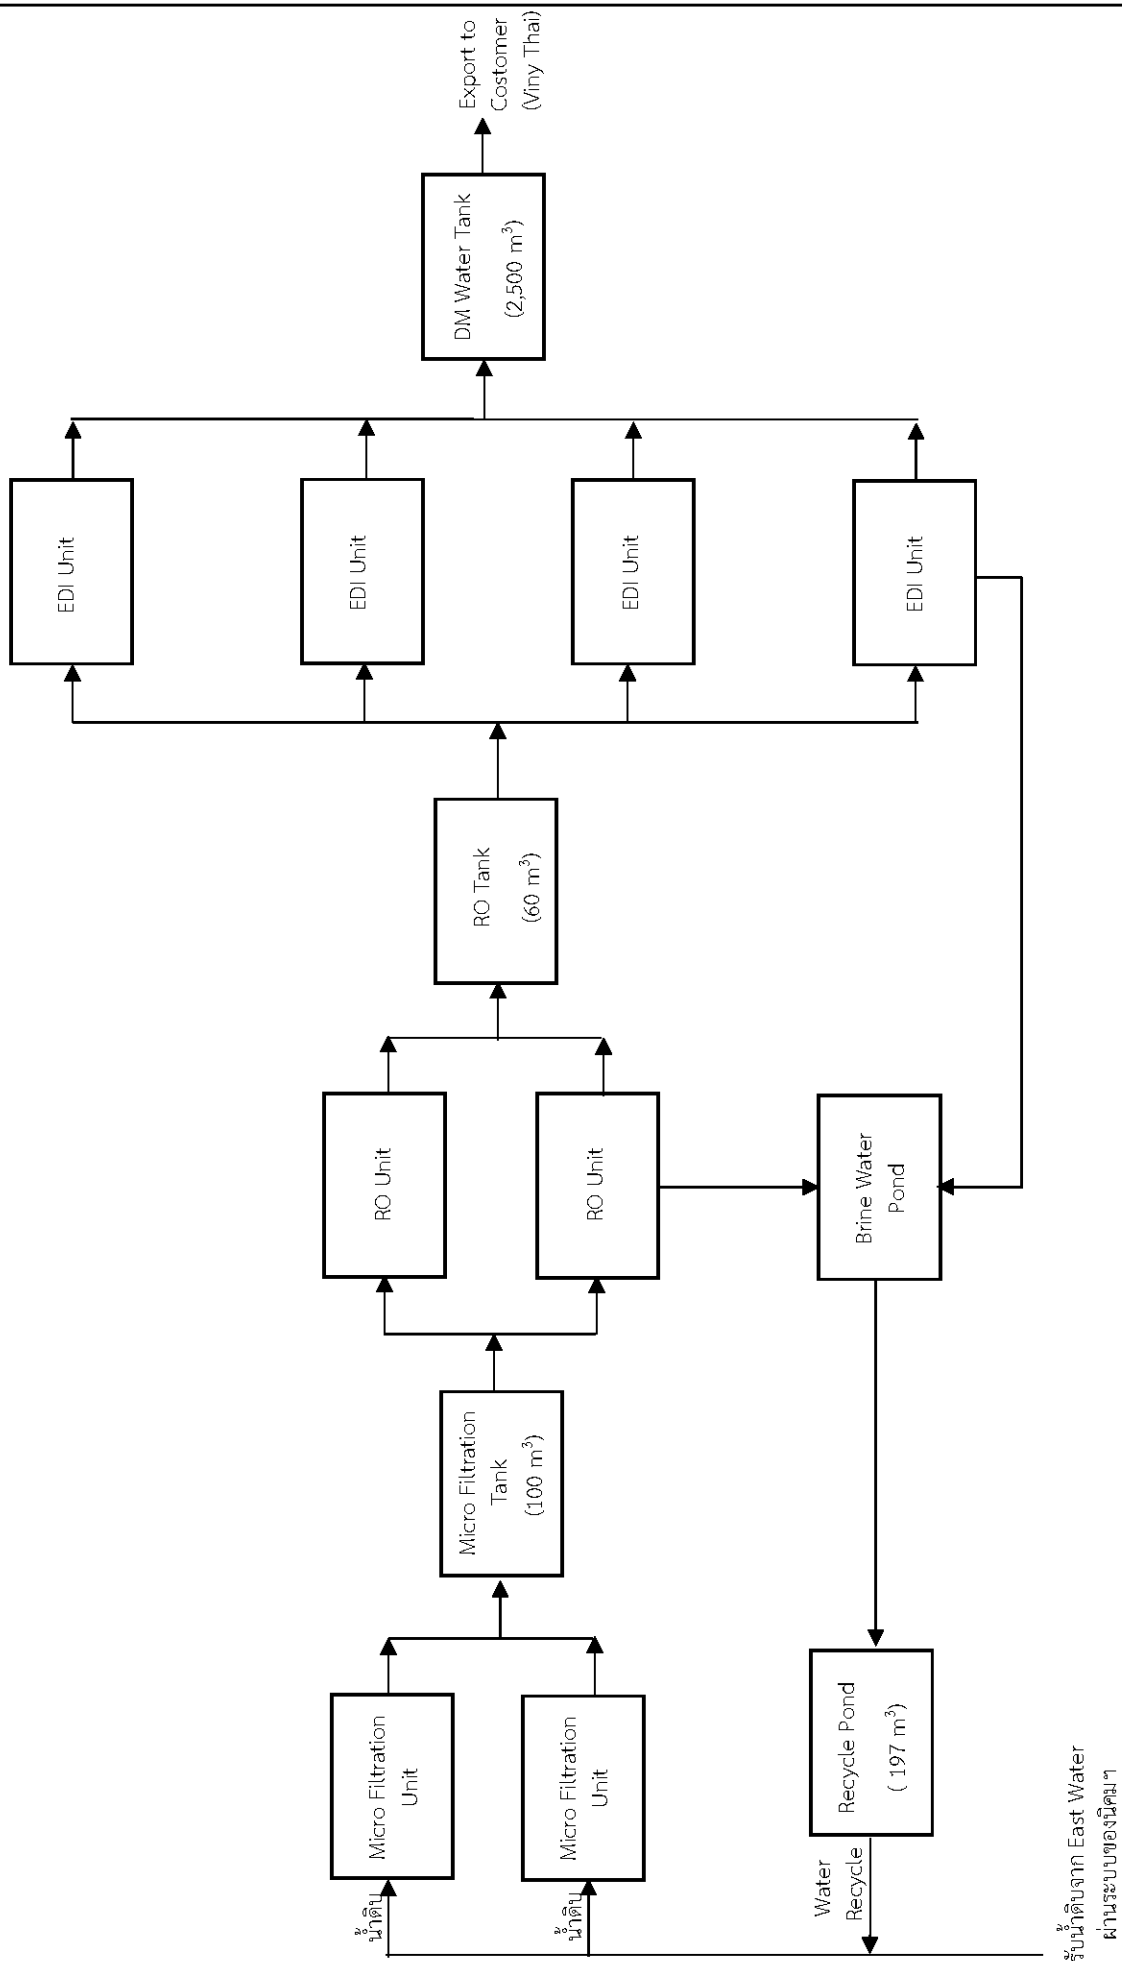 รับน้ำดิบจาก East Water
ผ่านระบบของนิคมฯ
น้ำดิบ
น้ำดิบ
Micro Filtration
Unit
Micro Filtration
Unit
Micro Filtration
Tank
(100 m³)
RO Unit
RO Unit
RO Tank
(60 m³)
EDI Unit
EDI Unit
EDI Unit
EDI Unit
DM Water Tank
(2,500 m³)
Export to
Costomer
(Viny Thai)
Brine Water
Pond
Recycle Pond
( 197 m³)
Water
Recycle